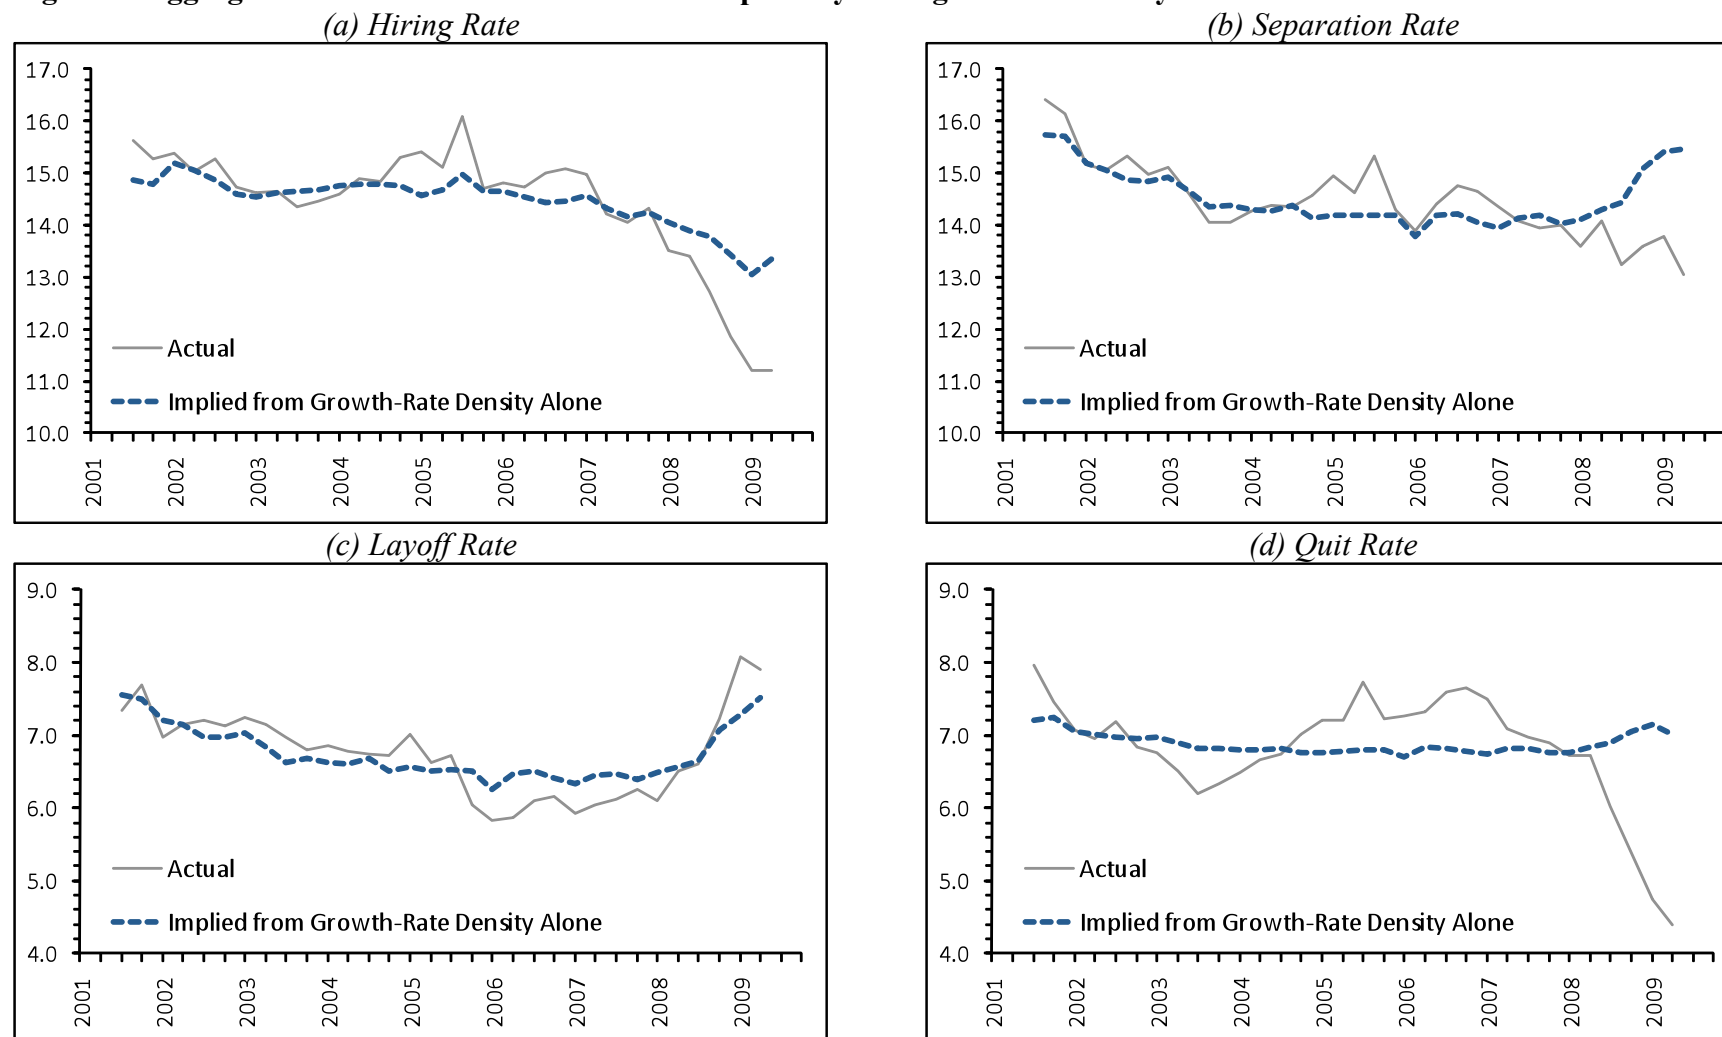 (a) Hiring Rate
17.0
16.0
15.0
14.0
13.0
12.0
11.0
10.0
Actual
Implied from Growth-Rate Density Alone
2001 2002 2003 2004 2005 2006 2007 2008 2009
(b) Separation Rate
17.0
16.0
15.0
14.0
13.0
12.0
11.0
10.0
Actual
Implied from Growth-Rate Density Alone
2001 2002 2003 2004 2005 2006 2007 2008 2009
(c) Layoff Rate
9.0
8.0
7.0
6.0
5.0
4.0
Actual
Implied from Growth-Rate Density Alone
2001 2002 2003 2004 2005 2006 2007 2008 2009
(d) Quit Rate
9.0
8.0
7.0
6.0
5.0
4.0
Actual
Implied from Growth-Rate Density Alone
2001 2002 2003 2004 2005 2006 2007 2008 2009